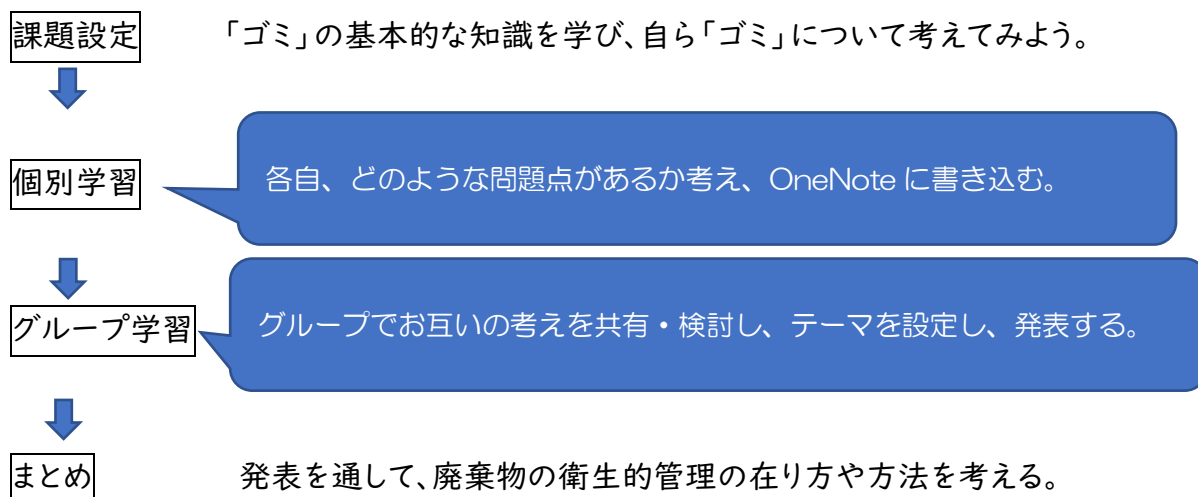 課題設定 「ゴミ」の基本的な知識を学び、自ら「ゴミ」について考えてみよう。
個別学習 各自、どのような問題点があるか考え、OneNote に書き込む。
グループ学習 グループでお互いの考えを共有・検討し、テーマを設定し、発表する。
まとめ 発表を通して、廃棄物の衛生的管理の在り方や方法を考える。